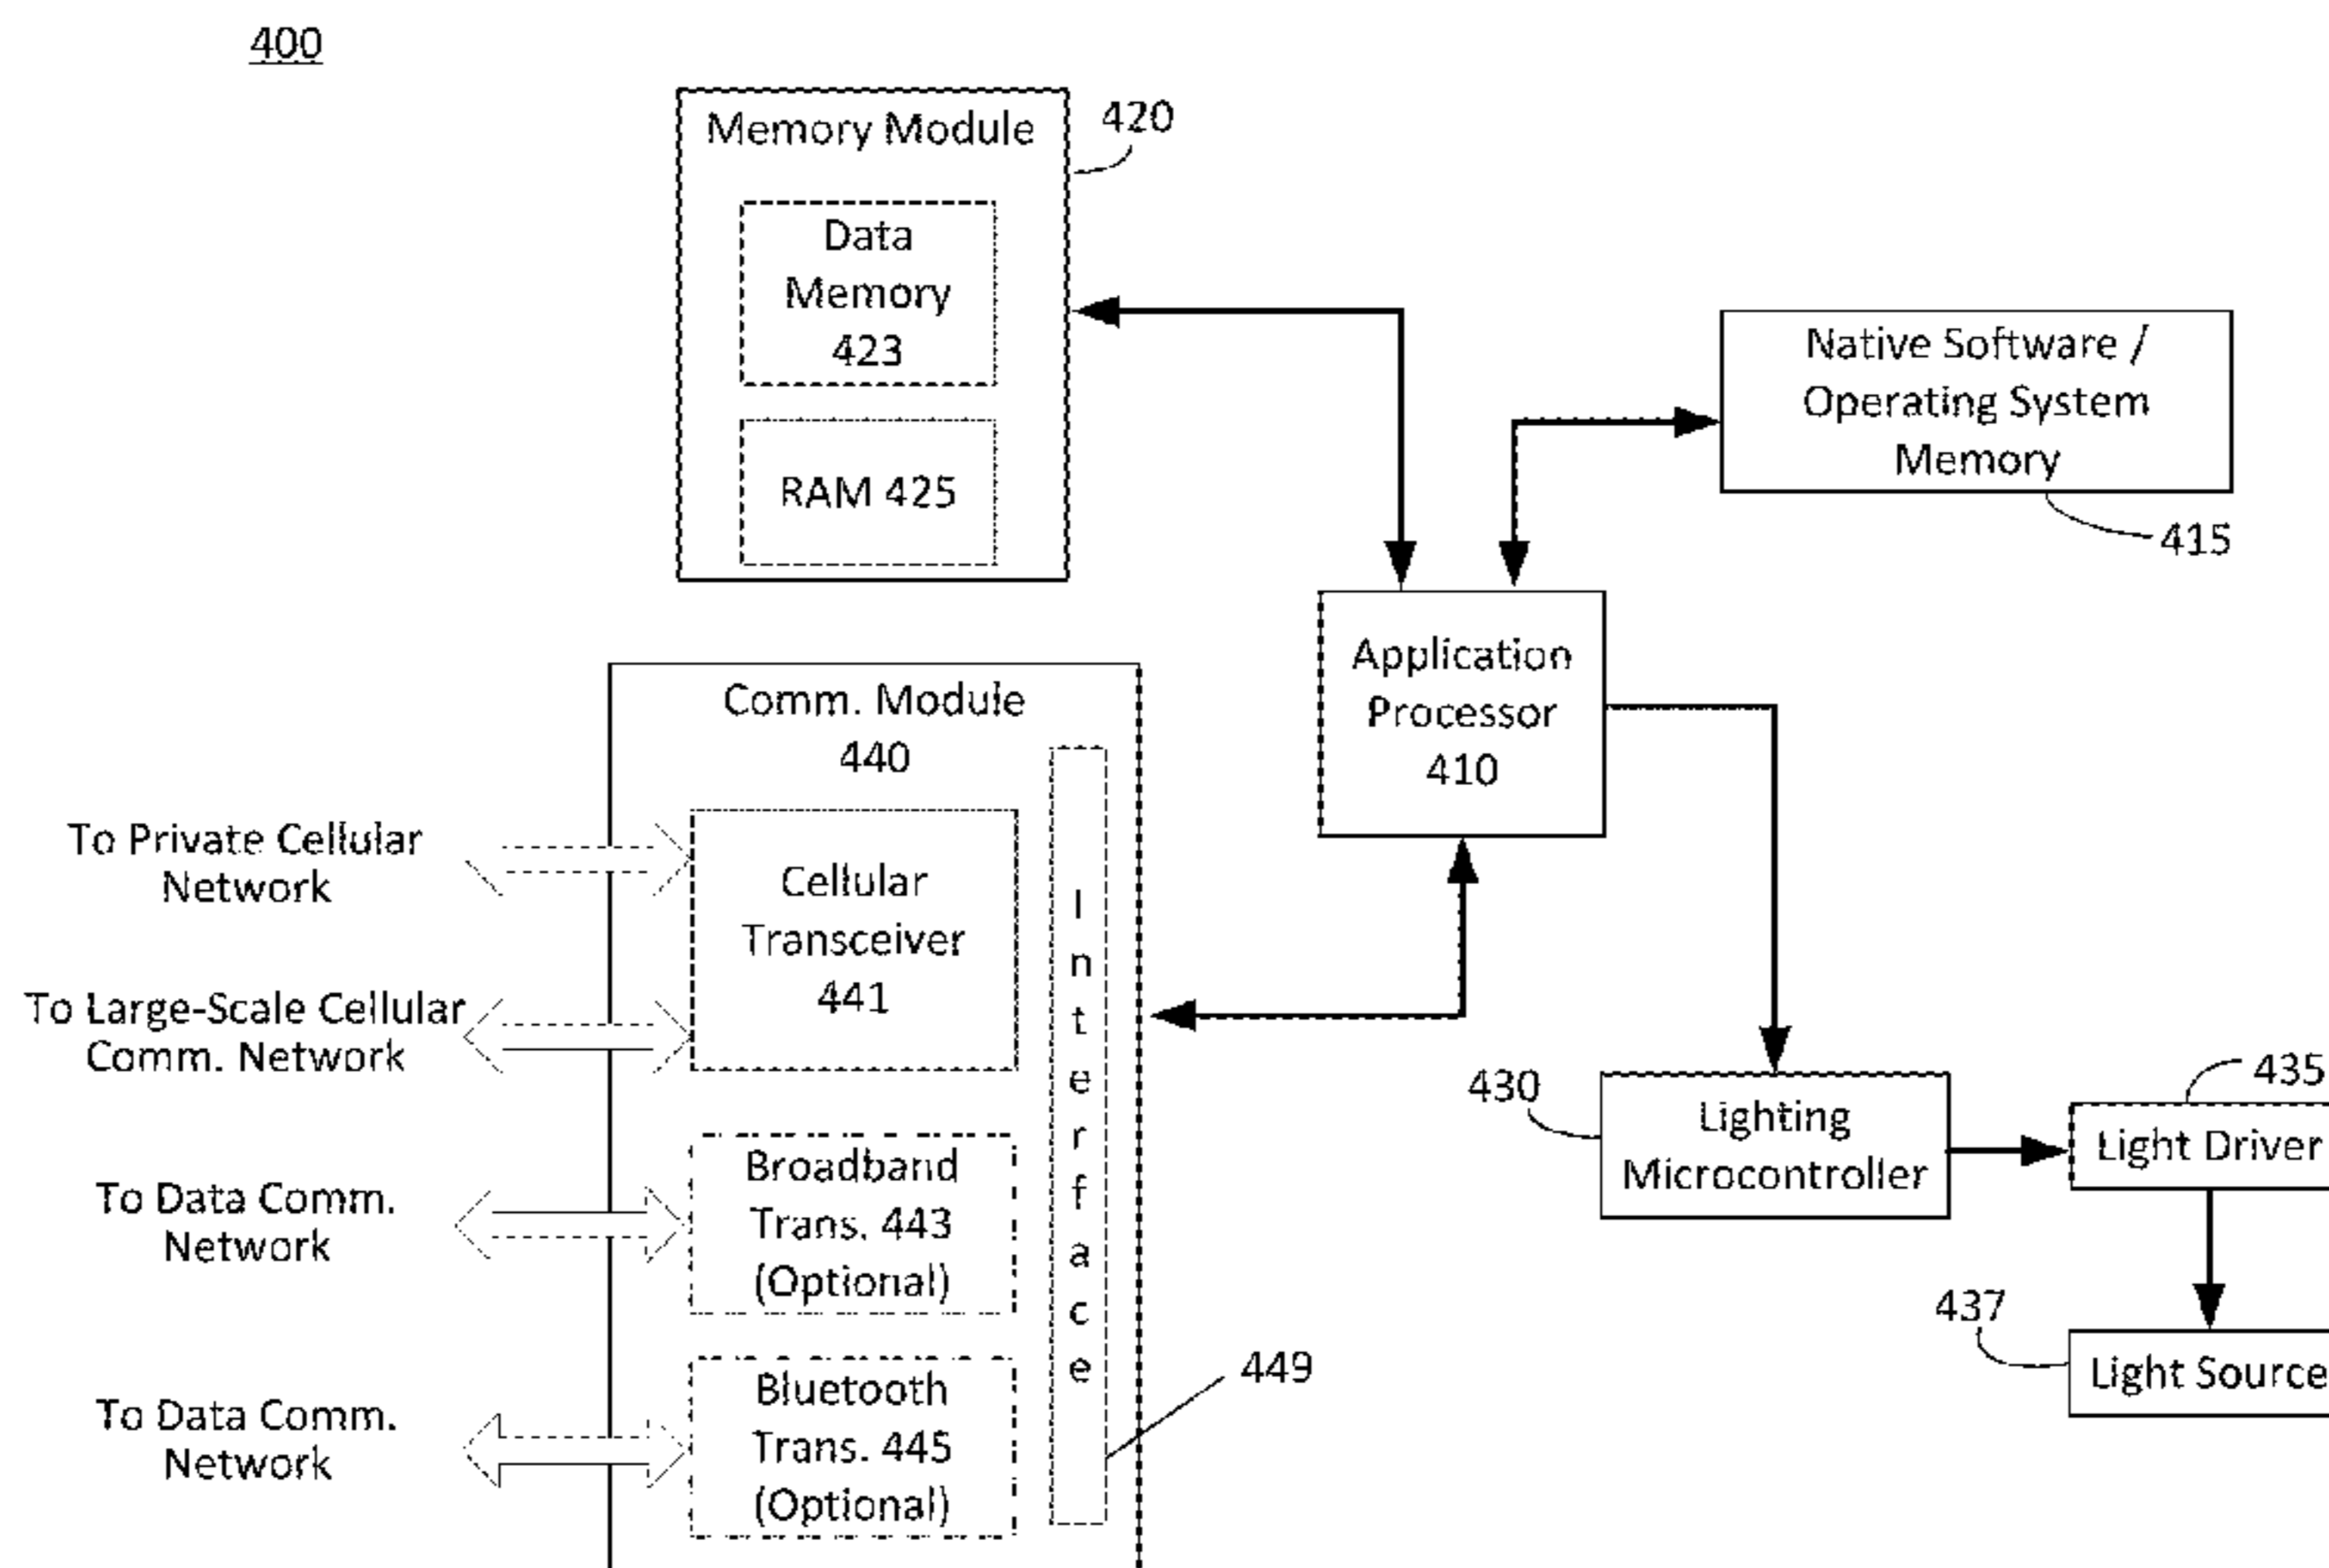 400
Memory Module
420
Data
Memory
423
RAM 425
Native Software /
Operating System
Memory
415
Application
Processor
410
Comm. Module
440
To Private Cellular
Network
Cellular
Transceiver
441
To Large-Scale Cellular
Comm. Network
Interface
To Data Comm.
Network
Broadband
Trans. 443
(Optional)
To Data Comm.
Network
Bluetooth
Trans. 445
(Optional)
449
430
Lighting
Microcontroller
435
Light Driver
437
Light Source